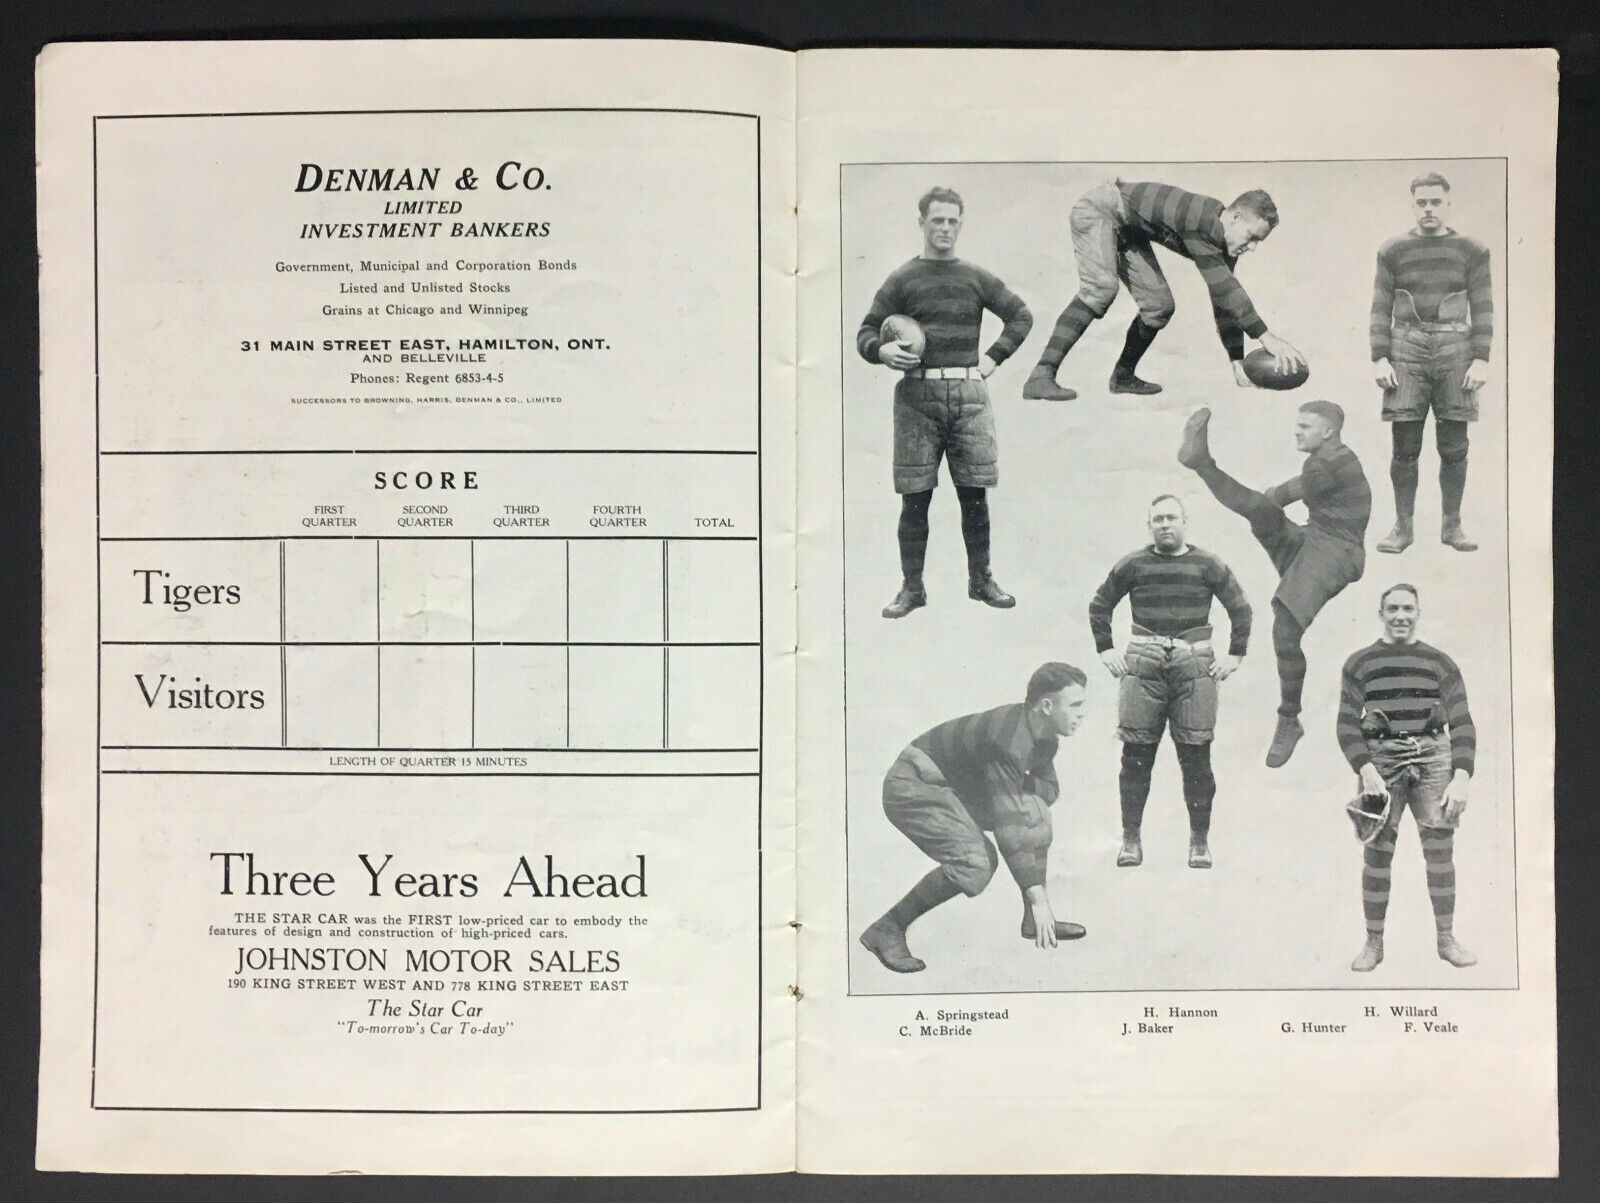 DENMAN & CO.
LIMITED
INVESTMENT BANKERS
Government, Municipal and Corporation Bonds
Listed and Unlisted Stocks
Grains at Chicago and Winnipeg
31 MAIN STREET EAST, HAMILTON, ONT.
AND BELLEVILLE
Phones: Regent 6853-4-5
SUCCESSORS TO BROWNING, HARRIS, DENMAN & CO., LIMITED
SCORE
FIRST QUARTER SECOND QUARTER THIRD QUARTER FOURTH QUARTER TOTAL
Tigers
Visitors
LENGTH OF QUARTER 15 MINUTES
Three Years Ahead
THE STAR CAR was the FIRST low-priced car to embody the
features of design and construction of high-priced cars.
JOHNSTON MOTOR SALES
190 KING STREET WEST AND 778 KING STREET EAST
The Star Car
"To-morrow's Car To-day"
A. Springstead H. Hannon H. Willard
C. McBride J. Baker G. Hunter F. Veale